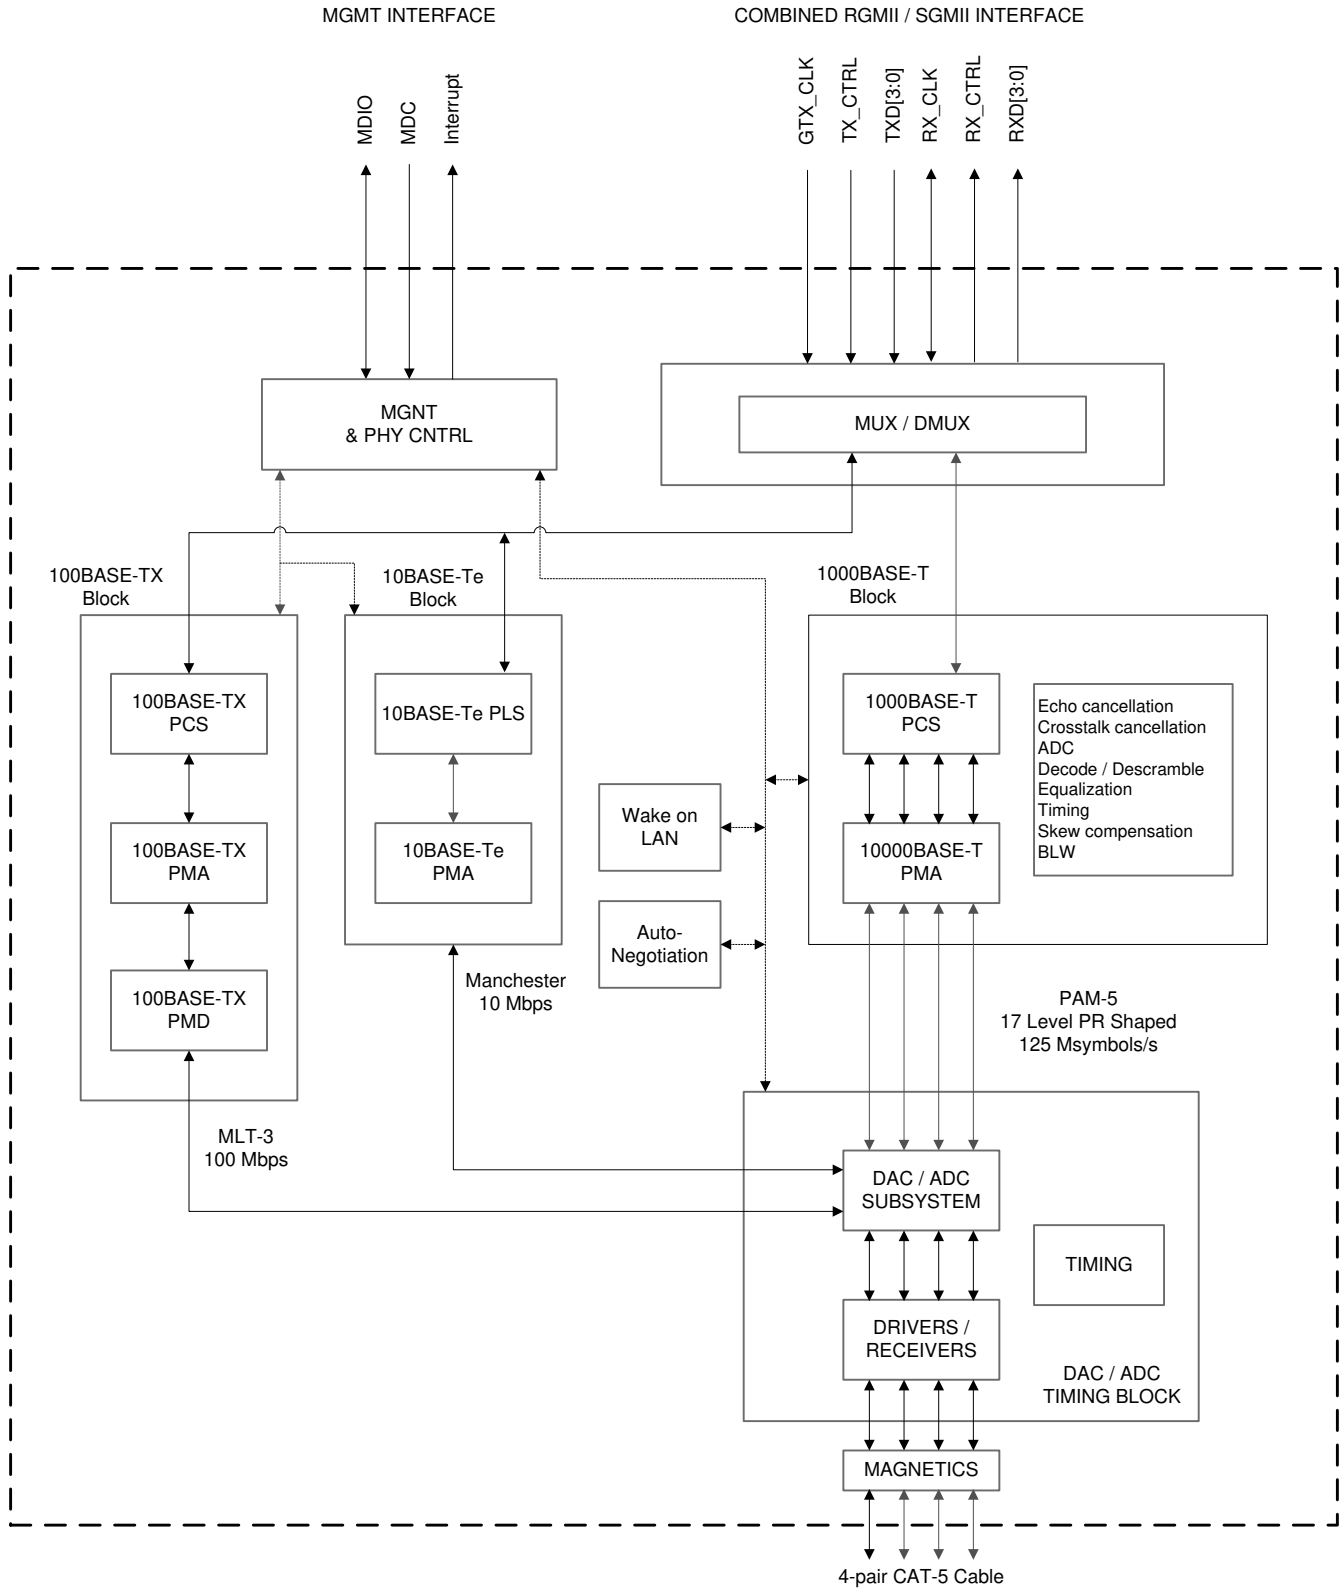 MGMT INTERFACE
COMBINED RGMII / SGMII INTERFACE
MDIO
MDC
Interrupt
GTX_CLK
TX_CTRL
TXD[3:0]
RX_CLK
RX_CTRL
RXD[3:0]
MGNT
& PHY CNTRL
MUX / DMUX
100BASE-TX
Block
10BASE-Te
Block
1000BASE-T
Block
100BASE-TX
PCS
10BASE-Te PLS
1000BASE-T
PCS
Echo cancellation
Crosstalk cancellation
ADC
Decode / Descramble
Equalization
Timing
Skew compensation
BLW
Wake on
LAN
100BASE-TX
PMA
10BASE-Te
PMA
10000BASE-T
PMA
Auto-
Negotiation
100BASE-TX
PMD
Manchester
10 Mbps
PAM-5
17 Level PR Shaped
125 Msymbols/s
MLT-3
100 Mbps
DAC / ADC
SUBSYSTEM
TIMING
DRIVERS /
RECEIVERS
DAC / ADC
TIMING BLOCK
MAGNETICS
4-pair CAT-5 Cable